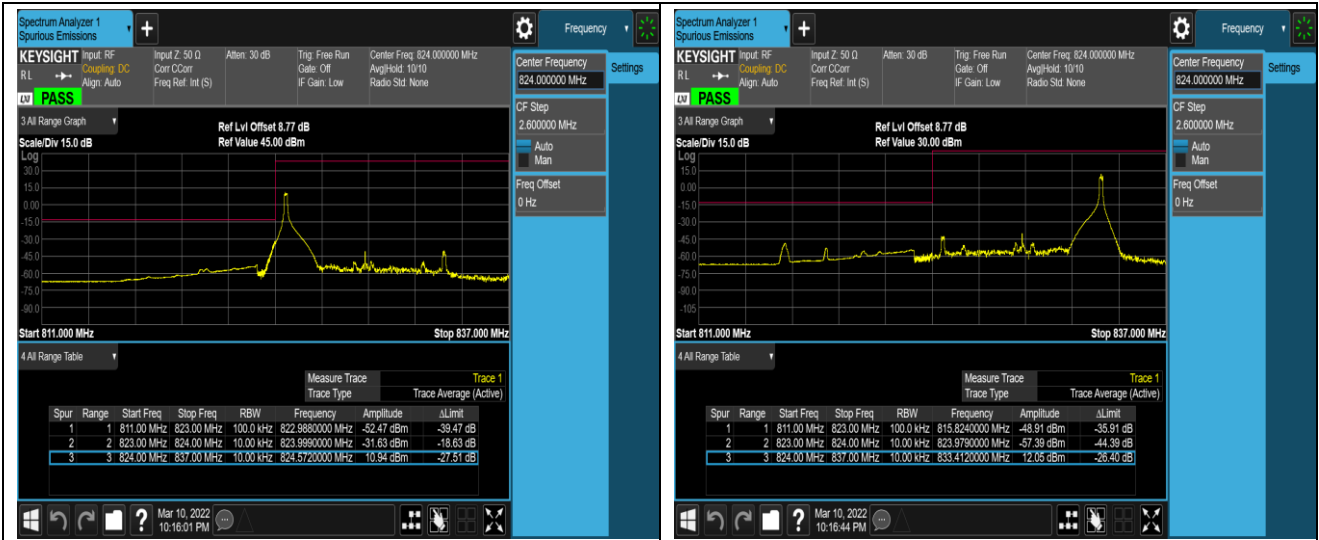 Spectrum Analyzer 1
Spurious Emissions
+
Frequency
KEYSIGHT Input: RF Input Z: 50 Ω Atten: 30 dB Trig: Free Run Center Freq: 824.000000 MHz
RL Coupling: DC Corr CCorr Gate: Off Avg|Hold: 10/10
Align: Auto Freq Ref: Int (S) IF Gain: Low Radio Std: None
LXI PASS
Center Frequency
824.000000 MHz
Settings
CF Step
2.600000 MHz
Auto
Man
Freq Offset
0 Hz
3 All Range Graph
Ref Lvl Offset 8.77 dB
Scale/Div 15.0 dB Ref Value 45.00 dBm
Log
30.0
15.0
0.00
-15.0
-30.0
-45.0
-60.0
-75.0
-90.0
Start 811.000 MHz Stop 837.000 MHz
4 All Range Table
Measure Trace Trace 1
Trace Type Trace Average (Active)
Spur Range Start Freq Stop Freq RBW Frequency Amplitude ΔLimit
1 1 811.00 MHz 823.00 MHz 100.0 kHz 822.9880000 MHz -52.47 dBm -39.47 dB
2 2 823.00 MHz 824.00 MHz 10.00 kHz 823.9990000 MHz -31.63 dBm -18.63 dB
3 3 824.00 MHz 837.00 MHz 10.00 kHz 824.5720000 MHz 10.94 dBm -27.51 dB
?
Mar 10, 2022
10:16:01 PM
Spectrum Analyzer 1
Spurious Emissions
+
Frequency
KEYSIGHT Input: RF Input Z: 50 Ω Atten: 30 dB Trig: Free Run Center Freq: 824.000000 MHz
RL Coupling: DC Corr CCorr Gate: Off Avg|Hold: 10/10
Align: Auto Freq Ref: Int (S) IF Gain: Low Radio Std: None
LXI PASS
Center Frequency
824.000000 MHz
Settings
CF Step
2.600000 MHz
Auto
Man
Freq Offset
0 Hz
3 All Range Graph
Ref Lvl Offset 8.77 dB
Scale/Div 15.0 dB Ref Value 30.00 dBm
Log
15.0
0.00
-15.0
-30.0
-45.0
-60.0
-75.0
-90.0
-105
Start 811.000 MHz Stop 837.000 MHz
4 All Range Table
Measure Trace Trace 1
Trace Type Trace Average (Active)
Spur Range Start Freq Stop Freq RBW Frequency Amplitude ΔLimit
1 1 811.00 MHz 823.00 MHz 100.0 kHz 815.8240000 MHz -48.91 dBm -35.91 dB
2 2 823.00 MHz 824.00 MHz 10.00 kHz 823.9790000 MHz -57.39 dBm -44.39 dB
3 3 824.00 MHz 837.00 MHz 10.00 kHz 833.4120000 MHz 12.05 dBm -26.40 dB
?
Mar 10, 2022
10:16:44 PM